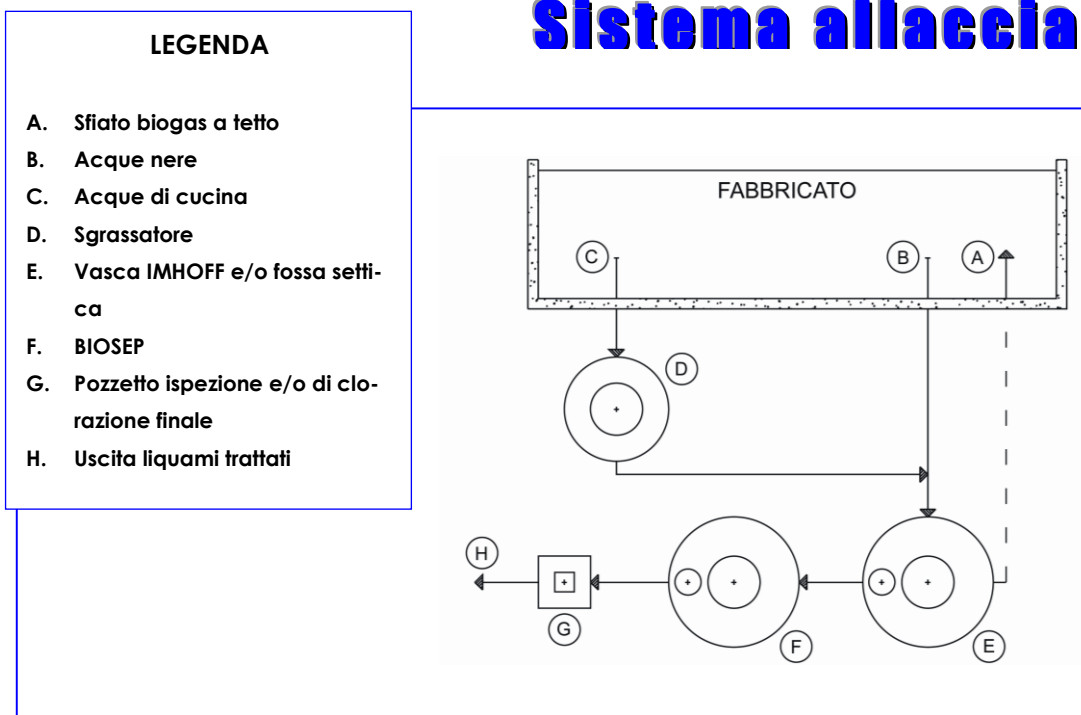 Sistema allaccia
LEGENDA
A. Sfiato biogas a tetto
B. Acque nere
C. Acque di cucina
D. Sgrassatore
E. Vasca IMHOFF e/o fossa setti-
ca
F. BIOSEP
G. Pozzetto ispezione e/o di clo-
razione finale
H. Uscita liquami trattati
FABBRICATO
C
B
A
D
H
G
F
E